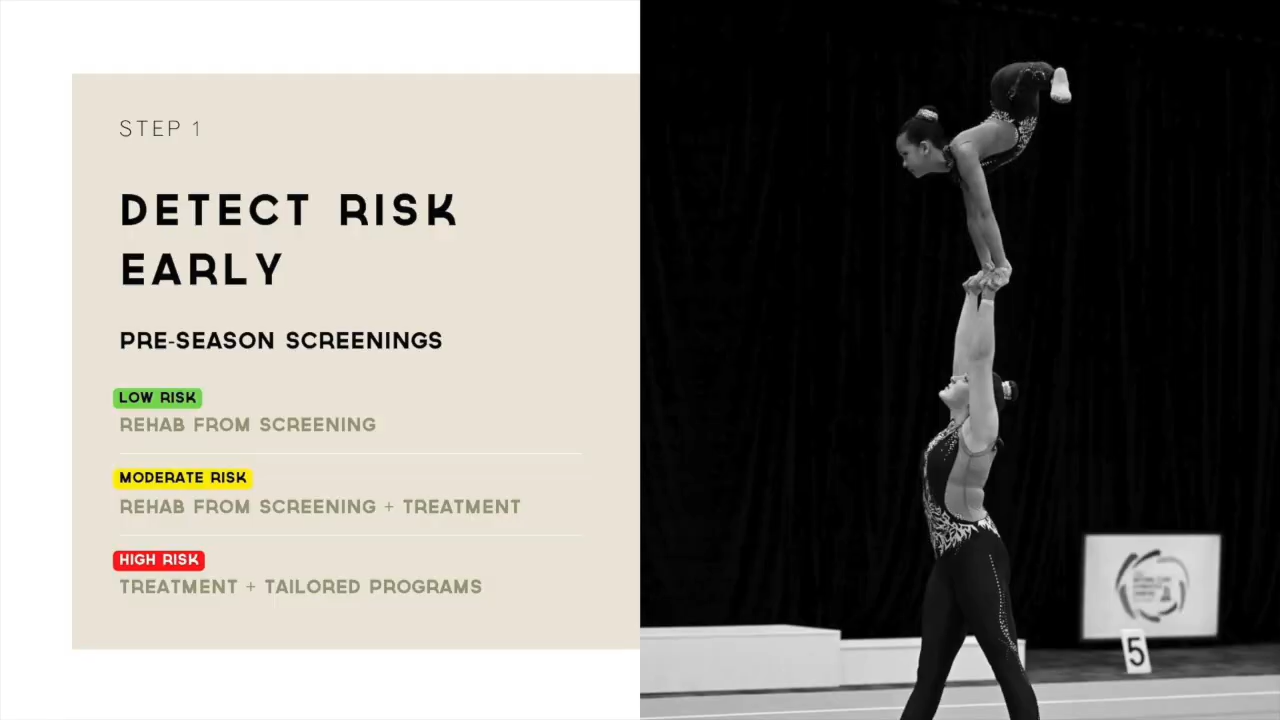 STEP 1
DETECT RISK
EARLY
PRE-SEASON SCREENINGS
LOW RISK
REHAB FROM SCREENING
MODERATE RISK
REHAB FROM SCREENING + TREATMENT
HIGH RISK
TREATMENT + TAILORED PROGRAMS
5